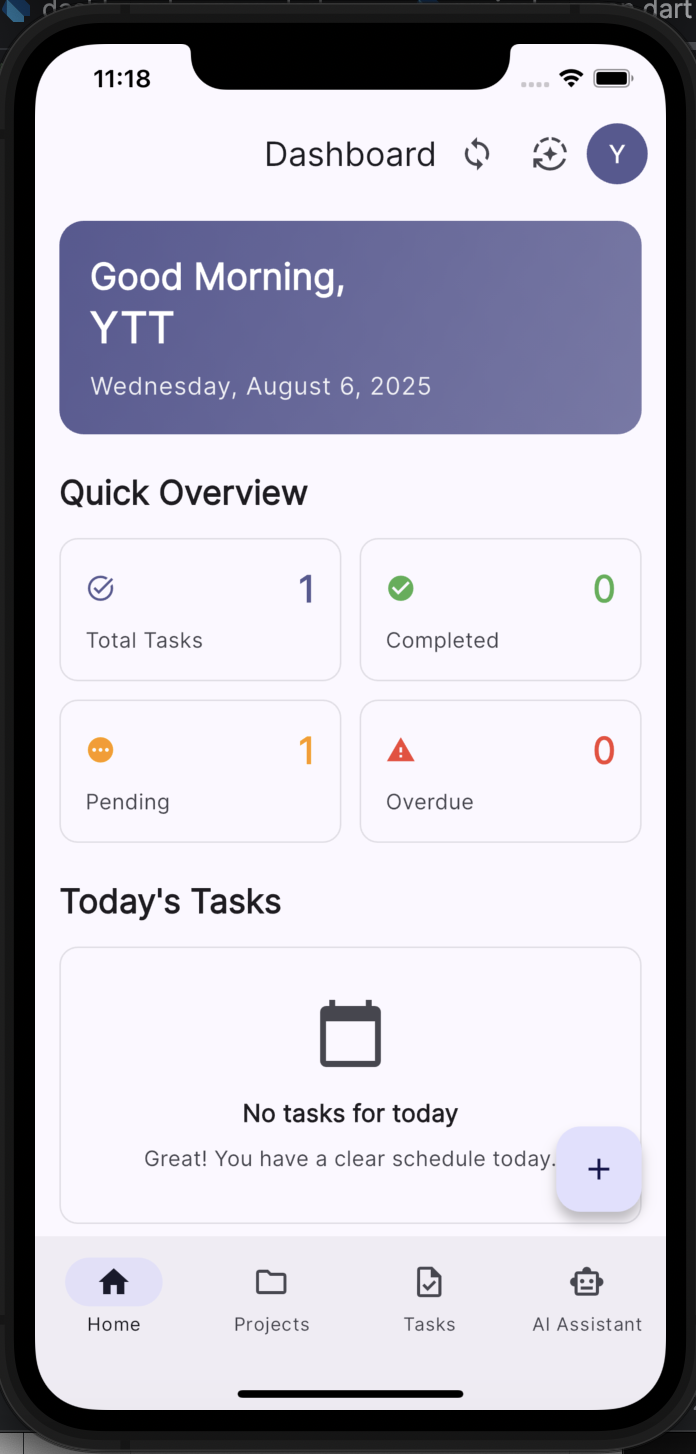 dart
11:18
Dashboard
Y
Good Morning,
YTT
Wednesday, August 6, 2025
Quick Overview
1
Total Tasks
0
Completed
1
Pending
0
Overdue
Today's Tasks
No tasks for today
Great! You have a clear schedule today.
+
Home
Projects
Tasks
AI Assistant